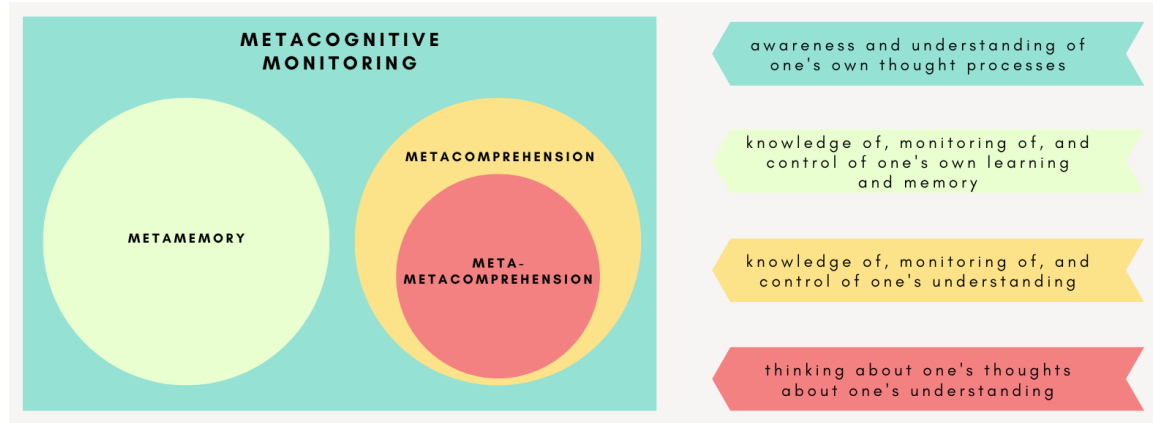 METACOGNITIVE
MONITORING
METAMEMORY
METACOMPREHENSION
META-
METACOMPREHENSION
awareness and understanding of
one's own thought processes
knowledge of, monitoring of, and
control of one's own learning
and memory
knowledge of, monitoring of, and
control of one's understanding
thinking about one's thoughts
about one's understanding